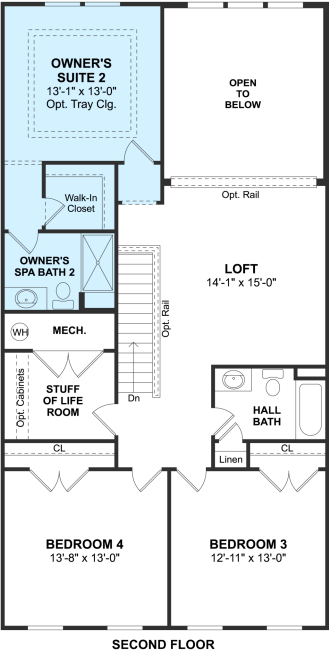 OWNER'S
SUITE 2
13'-1" x 13'-0"
Opt. Tray Clg.
OPEN
TO
BELOW
Walk-In
Closet
Opt. Rail
OWNER'S
SPA BATH 2
LOFT
14'-1" x 15'-0"
Opt. Rail
WH
MECH.
Opt. Cabinets
STUFF
OF LIFE
ROOM
Dn
HALL
BATH
CL
Linen
CL
BEDROOM 4
13'-8" x 13'-0"
BEDROOM 3
12'-11" x 13'-0"
SECOND FLOOR